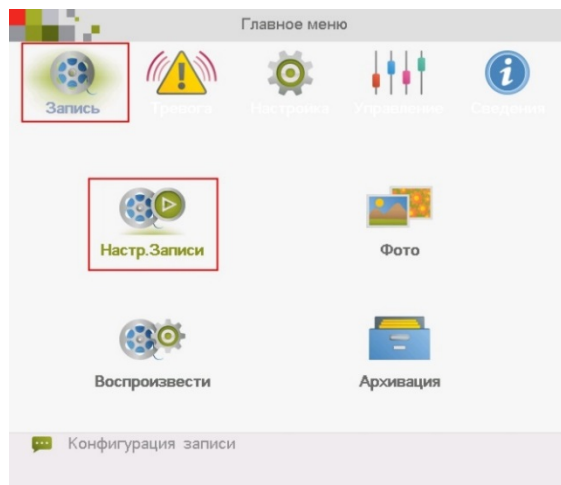 Главное меню
Запись Тревога Настройка Управление Сведения
Настр.Записи Фото
Воспроизвести Архивация
Конфигурация записи